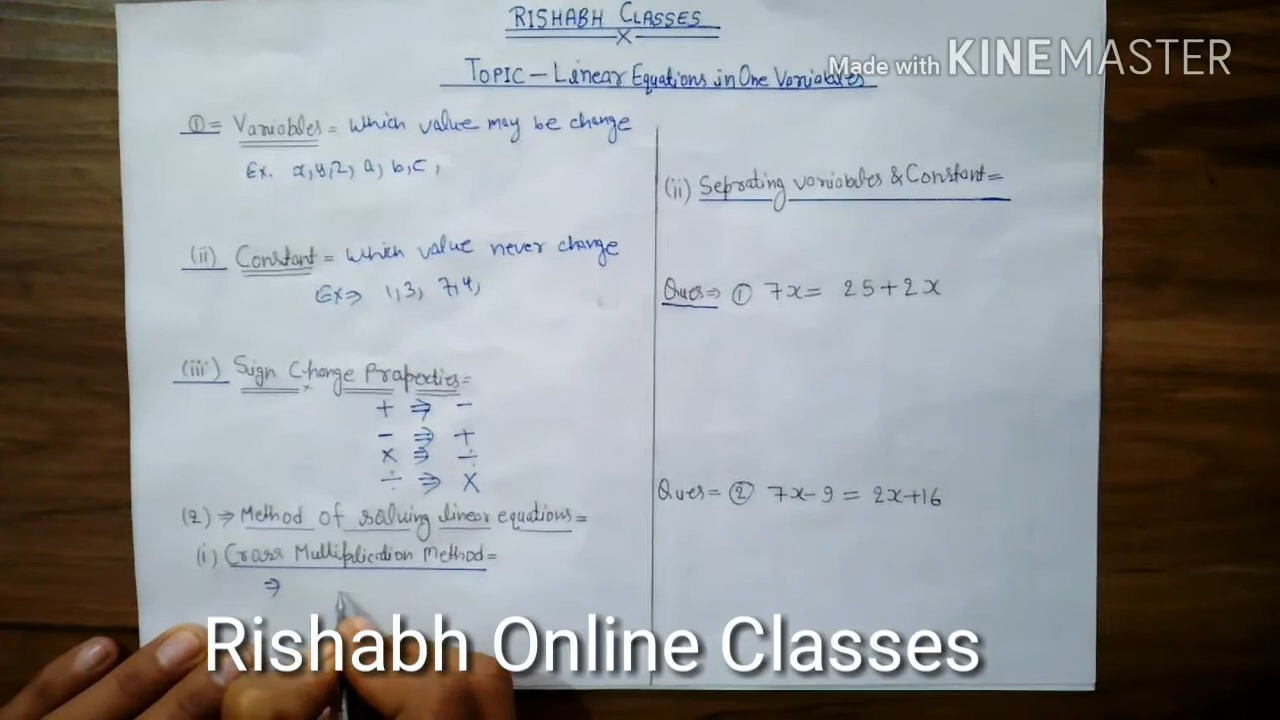 RISHABH CLASSES
Made with KINEMASTER
TOPIC - Linear Equations in One Variables
① = Variables = which value may be change
Ex. x, y, z, a, b, c,
(ii) Constant = which value never change
Ex ⇒ 1, 3, 7, 4,
(iii) Sign Change Properties =
+ ⇒ -
- ⇒ +
× ⇒ ÷
÷ ⇒ ×
(2) ⇒ Method of solving linear equations =
(i) Cross Multiplication Method =
⇒
(ii) Seprating variables & Constant =
Ques ⇒ ① 7x = 25 + 2x
Ques = ② 7x - 9 = 2x + 16
Rishabh Online Classes